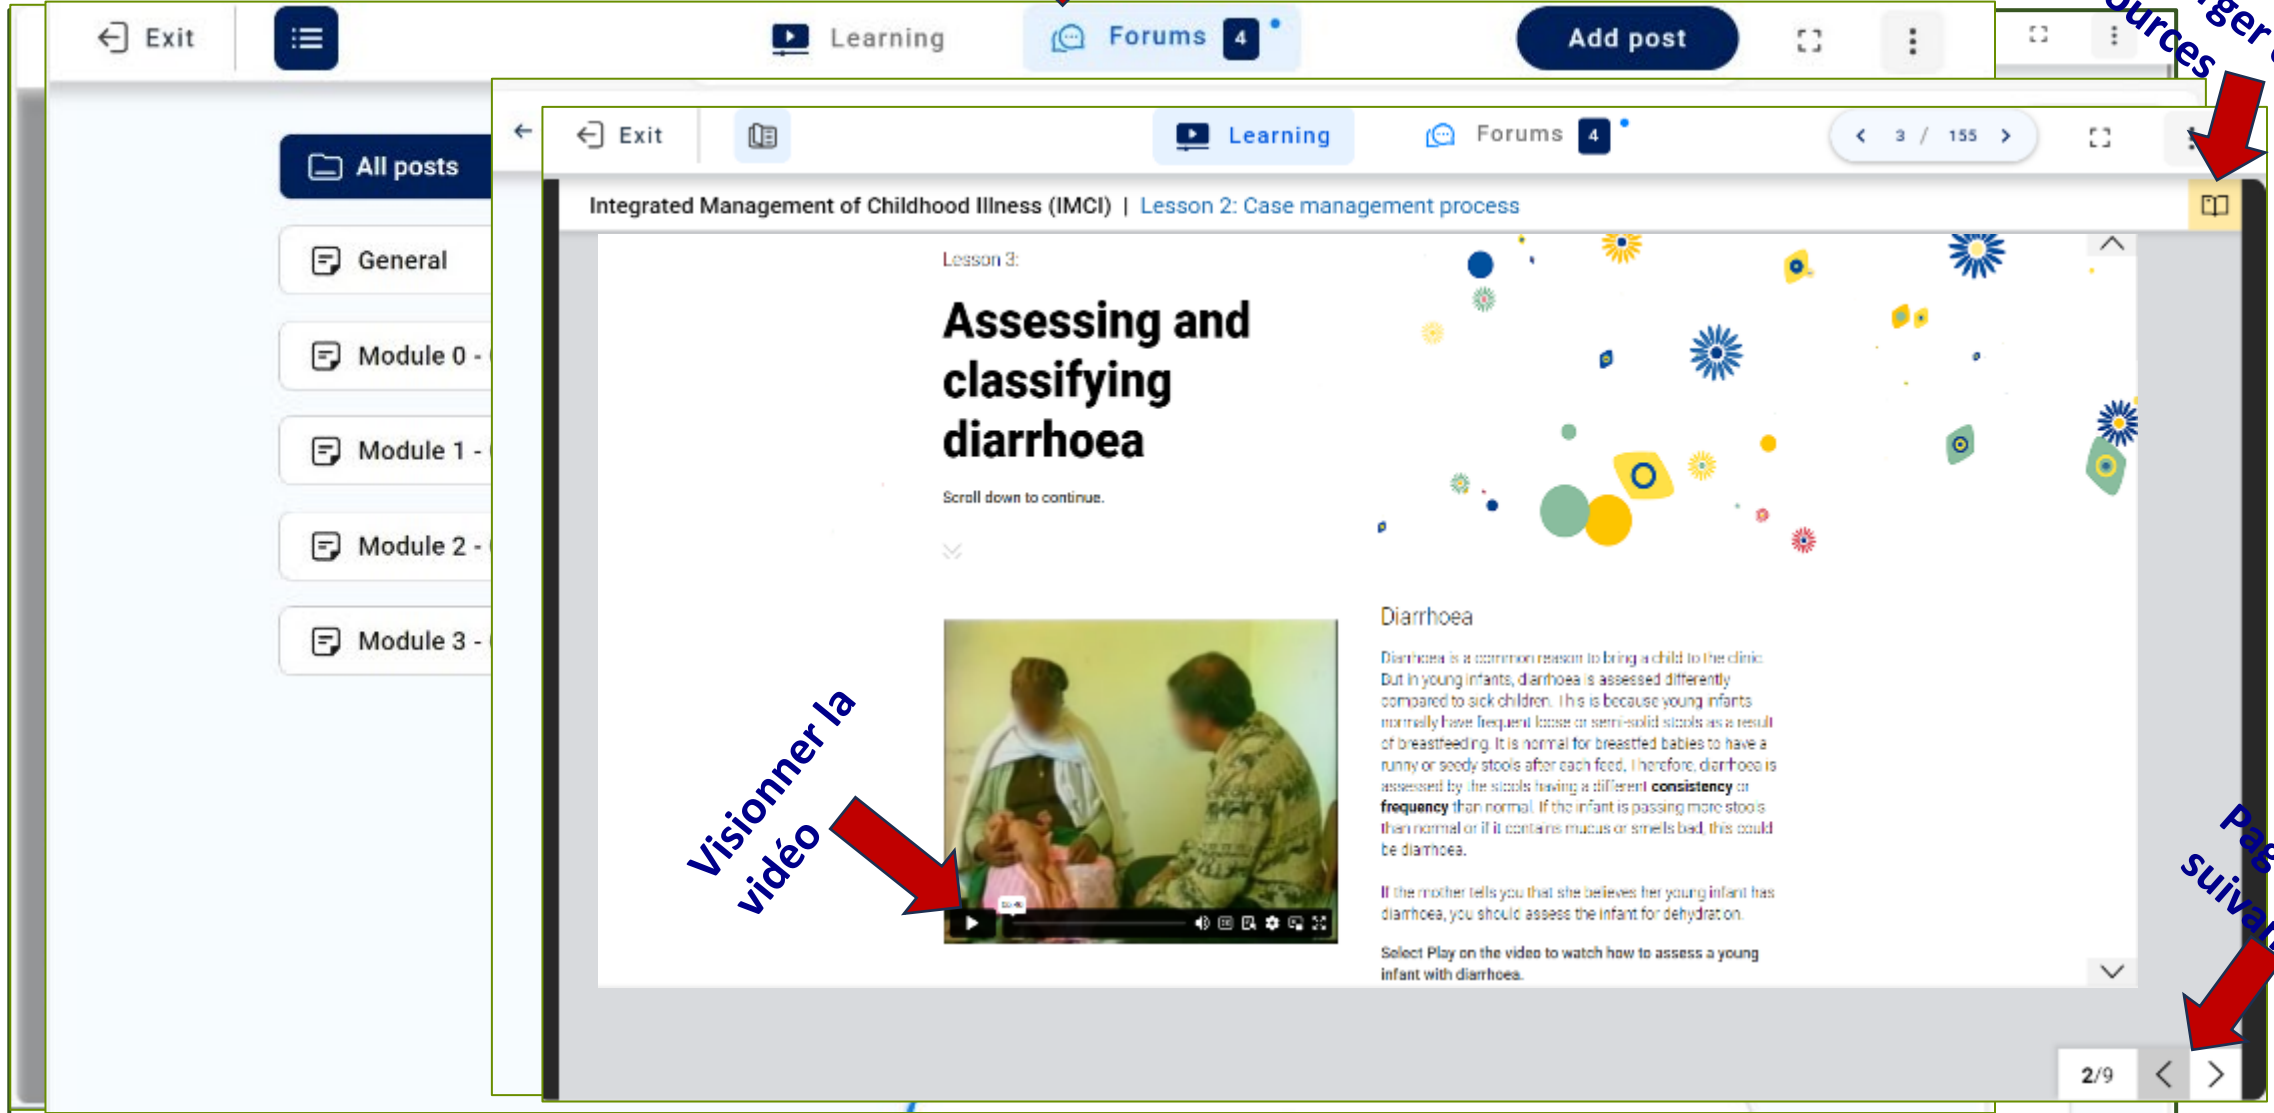 Exit
Learning
Forums 4
Add post
All posts
General
Module 0 -
Module 1 -
Module 2 -
Module 3 -
Exit
Learning
Forums 4
3 / 155
Integrated Management of Childhood Illness (IMCI) | Lesson 2: Case management process
Lesson 3:
Assessing and
classifying
diarrhoea
Scroll down to continue.
Visionner la
vidéo
Diarrhoea
Diarrhoea is a common reason to bring a child to the clinic.
But in young infants, diarrhoea is assessed differently
compared to sick children. This is because young infants
normally have frequent loose or semi-solid stools as a result
of breastfeeding. It is normal for breastfed babies to have a
runny or seedy stools after each feed. Therefore, diarrhoea is
assessed by the stools having a different consistency or
frequency than normal. If the infant is passing more stools
than normal or if it contains mucus or smells bad, this could
be diarrhoea.
If the mother tells you that she believes her young infant has
diarrhoea, you should assess the infant for dehydration.
Select Play on the video to watch how to assess a young
infant with diarrhoea.
2/9